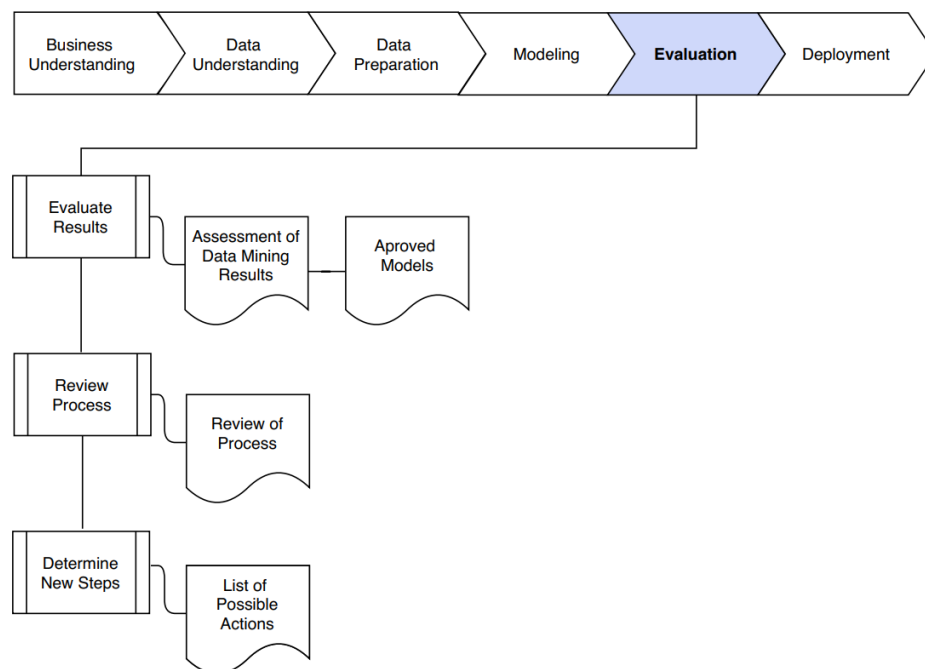 Business
Understanding
Data
Understanding
Data
Preparation
Modeling
Evaluation
Deployment
Evaluate
Results
Assessment of
Data Mining
Results
Aproved
Models
Review
Process
Review of
Process
Determine
New Steps
List of
Possible
Actions